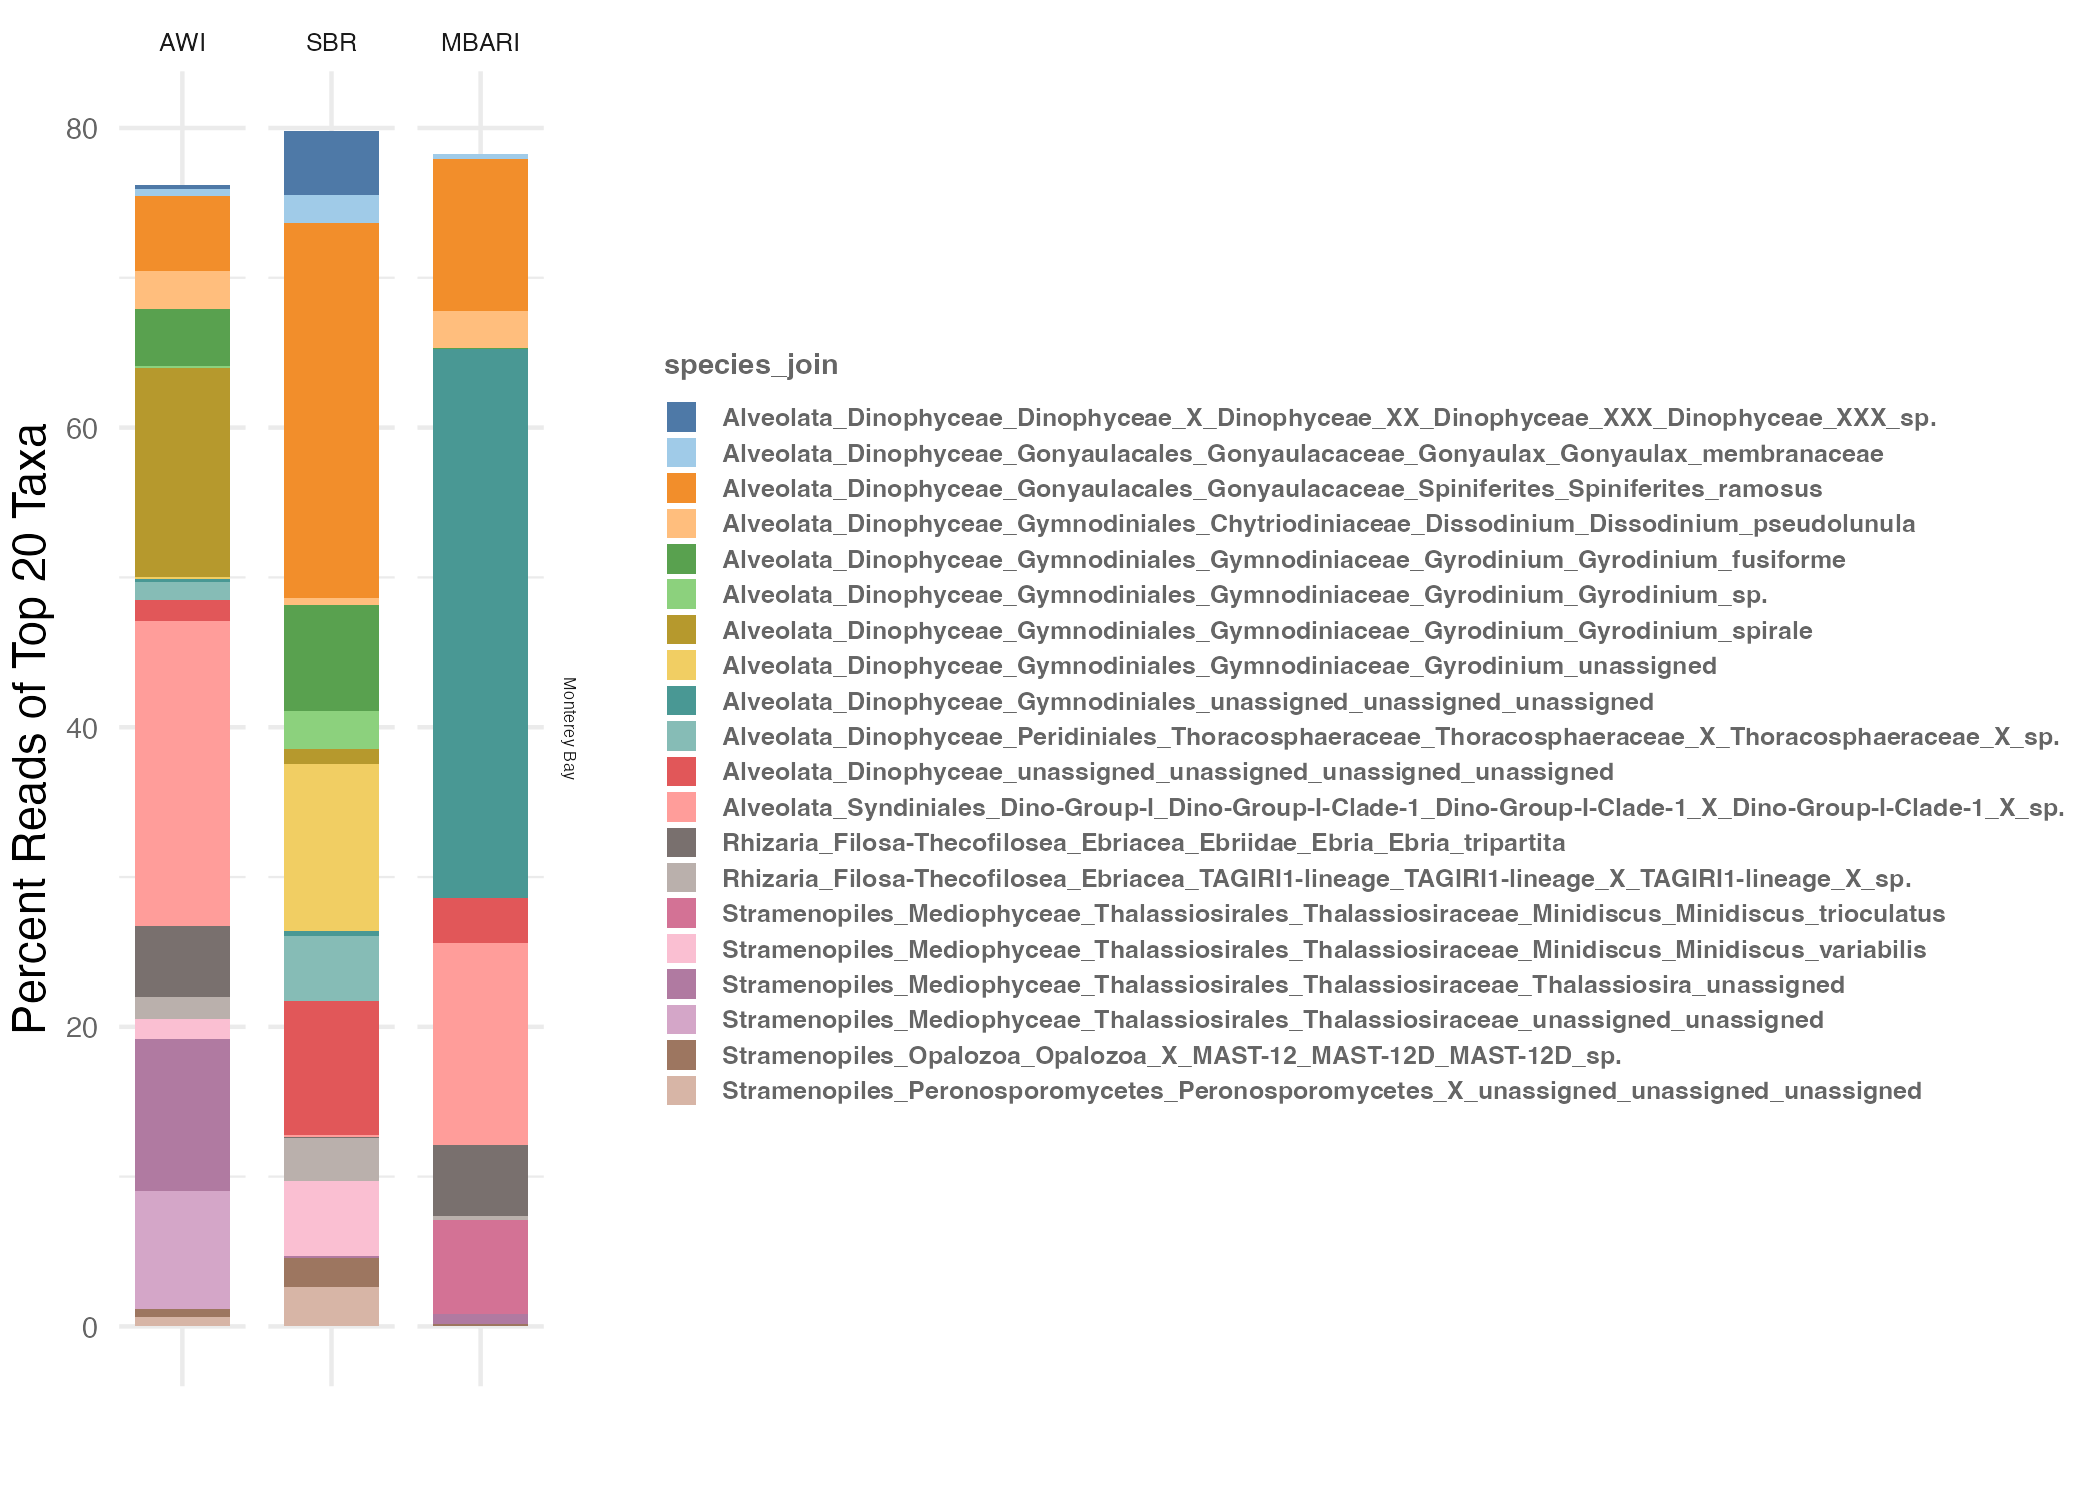 AWI SBR MBARI
80
60
40
20
0
Percent Reads of Top 20 Taxa
Monterey Bay
species_join
Alveolata_Dinophyceae_Dinophyceae_X_Dinophyceae_XX_Dinophyceae_XXX_Dinophyceae_XXX_sp.
Alveolata_Dinophyceae_Gonyaulacales_Gonyaulacaceae_Gonyaulax_Gonyaulax_membranaceae
Alveolata_Dinophyceae_Gonyaulacales_Gonyaulacaceae_Spiniferites_Spiniferites_ramosus
Alveolata_Dinophyceae_Gymnodiniales_Chytriodiniaceae_Dissodinium_Dissodinium_pseudolunula
Alveolata_Dinophyceae_Gymnodiniales_Gymnodiniaceae_Gyrodinium_Gyrodinium_fusiforme
Alveolata_Dinophyceae_Gymnodiniales_Gymnodiniaceae_Gyrodinium_Gyrodinium_sp.
Alveolata_Dinophyceae_Gymnodiniales_Gymnodiniaceae_Gyrodinium_Gyrodinium_spirale
Alveolata_Dinophyceae_Gymnodiniales_Gymnodiniaceae_Gyrodinium_unassigned
Alveolata_Dinophyceae_Gymnodiniales_unassigned_unassigned_unassigned
Alveolata_Dinophyceae_Peridiniales_Thoracosphaeraceae_Thoracosphaeraceae_X_Thoracosphaeraceae_X_sp.
Alveolata_Dinophyceae_unassigned_unassigned_unassigned_unassigned
Alveolata_Syndiniales_Dino-Group-I_Dino-Group-I-Clade-1_Dino-Group-I-Clade-1_X_Dino-Group-I-Clade-1_X_sp.
Rhizaria_Filosa-Thecofilosea_Ebriacea_Ebriidae_Ebria_Ebria_tripartita
Rhizaria_Filosa-Thecofilosea_Ebriacea_TAGIRI1-lineage_TAGIRI1-lineage_X_TAGIRI1-lineage_X_sp.
Stramenopiles_Mediophyceae_Thalassiosirales_Thalassiosiraceae_Minidiscus_Minidiscus_trioculatus
Stramenopiles_Mediophyceae_Thalassiosirales_Thalassiosiraceae_Minidiscus_Minidiscus_variabilis
Stramenopiles_Mediophyceae_Thalassiosirales_Thalassiosiraceae_Thalassiosira_unassigned
Stramenopiles_Mediophyceae_Thalassiosirales_Thalassiosiraceae_unassigned_unassigned
Stramenopiles_Opalozoa_Opalozoa_X_MAST-12_MAST-12D_MAST-12D_sp.
Stramenopiles_Peronosporomycetes_Peronosporomycetes_X_unassigned_unassigned_unassigned